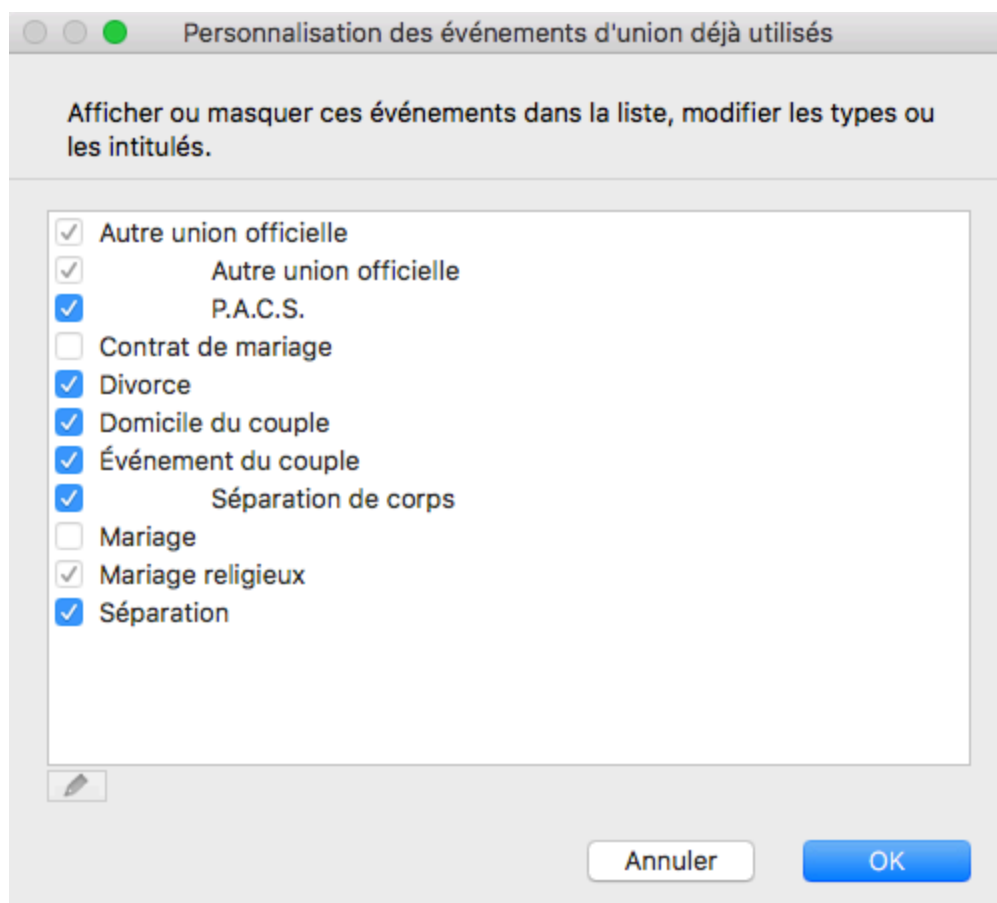 Personnalisation des événements d'union déjà utilisés
Afficher ou masquer ces événements dans la liste, modifier les types ou
les intitulés.
Autre union officielle
Autre union officielle
P.A.C.S.
Contrat de mariage
Divorce
Domicile du couple
Événement du couple
Séparation de corps
Mariage
Mariage religieux
Séparation
Annuler
OK